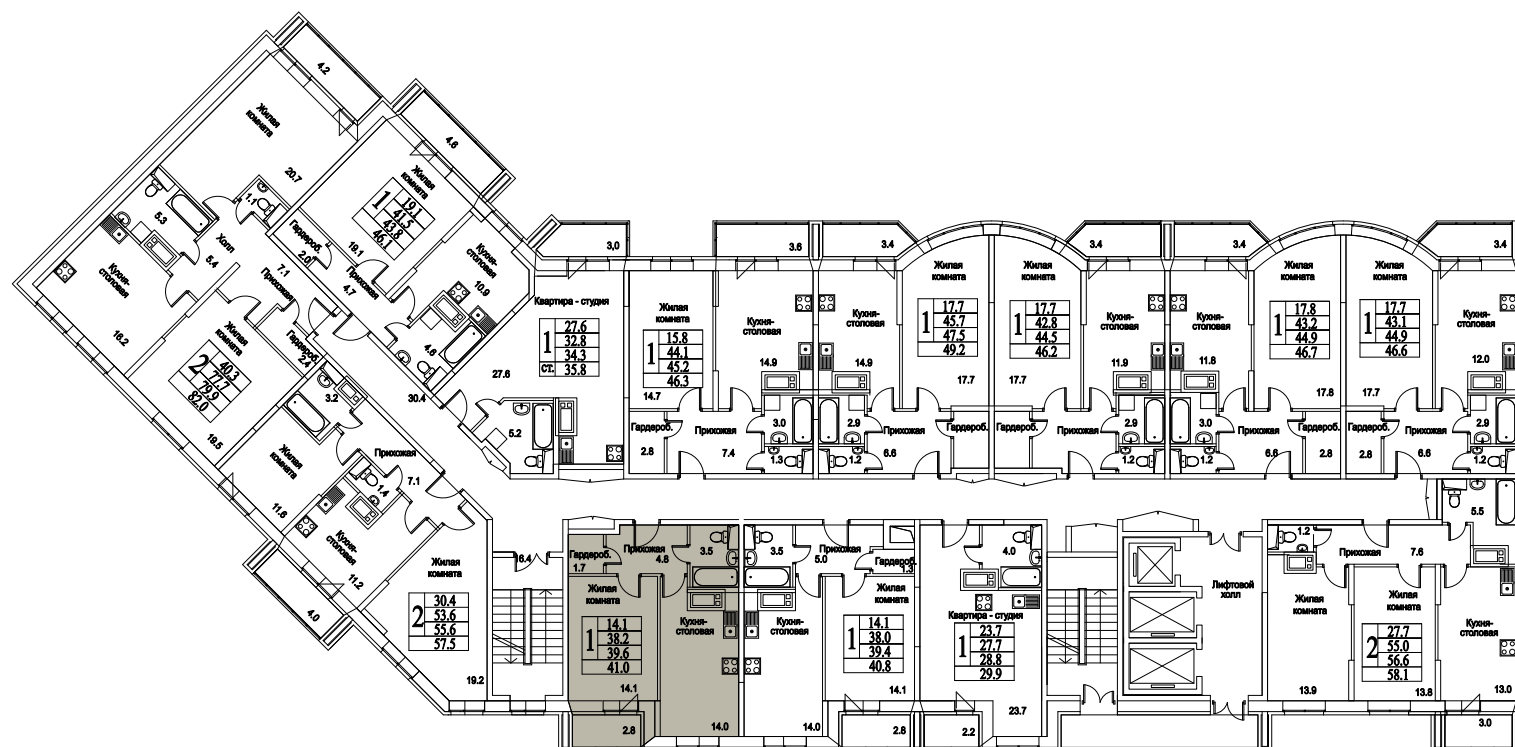 4.2
Жилая
комната
20.7
4.6
Жилая
комната
1
19.1
41.5
43.8
46.1
19.1
5.3
1.1
Холл
5.4
Гардероб.
2.0
7.1
Прихожая
4.7
Прихожая
Кухня-
столовая
10.9
4.6
Кухня-
столовая
16.2
Жилая
комната
2
40.3
77.7
79.9
82.0
19.5
Гардероб.
2.4
3.2
30.4
Жилая
комната
11.6
Прихожая
7.1
1.4
Кухня-
столовая
11.2
4.0
Жилая
комната
2
30.4
53.6
55.6
57.5
19.2
16.4
3,0
Квартира - студия
1
ст.
27.6
32.8
34.3
35.8
27.6
5.2
3.6
Жилая
комната
1
15.8
44.1
45.2
46.3
14.7
Кухня-
столовая
14.9
Гардероб.
2.8
Прихожая
7.4
3.0
1.3
3.4
Кухня-
столовая
14.9
Жилая
комната
1
17.7
45.7
47.5
49.2
17.7
2.9
1.2
Прихожая
6.6
Гардероб.
3.4
Жилая
комната
1
17.7
42.8
44.5
46.2
17.7
Кухня-
столовая
11.9
Гардероб.
Прихожая
2.9
1.2
3.4
Кухня-
столовая
11.8
Жилая
комната
1
17.8
43.2
44.9
46.7
17.8
3.0
1.2
Прихожая
6.6
Гардероб.
2.8
3.4
Жилая
комната
1
17.7
43.1
44.9
46.6
17.7
Кухня-
столовая
12.0
Гардероб.
2.8
Прихожая
6.6
2.9
1.2
Гардероб.
1.7
Прихожая
4.8
3.5
Жилая
комната
1
14.1
38.2
39.6
41.0
14.1
Кухня-
столовая
14.0
2.8
3.5
Прихожая
5.0
Гардероб.
1.3
Кухня-
столовая
14.0
Жилая
комната
1
14.1
38.0
39.4
40.8
14.1
2.8
4.0
Квартира - студия
1
23.7
27.7
28.8
29.9
23.7
2.2
Лифтовой
холл
1.2
Прихожая
7.6
5.5
Жилая
комната
13.9
Жилая
комната
2
27.7
55.0
56.6
58.1
13.8
Кухня-
столовая
13.0
3.0